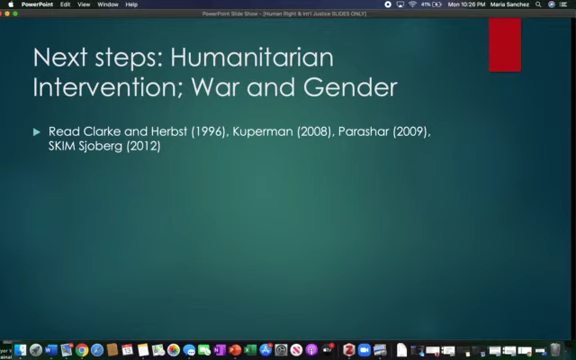 PowerPoint File Edit View Window Help
41% Mon 10:26 PM Maria Sanchez
PowerPoint Slide Show - [Human Right & Int'l Justice SLIDES ONLY]
Next steps: Humanitarian
Intervention; War and Gender
Read Clarke and Herbst (1996), Kuperman (2008), Parashar (2009),
SKIM Sjoberg (2012)